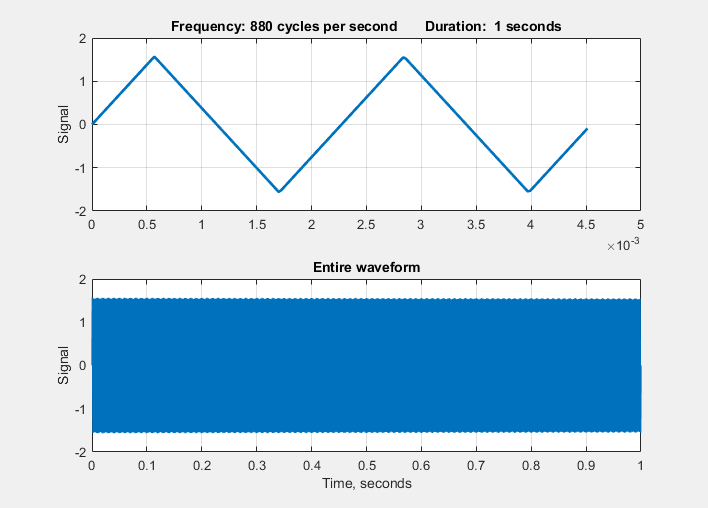 Frequency: 880 cycles per second Duration: 1 seconds
2
1
0
-1
-2
Signal
0 0.5 1 1.5 2 2.5 3 3.5 4 4.5 5
×10-3
Entire waveform
2
1
0
-1
-2
Signal
0 0.1 0.2 0.3 0.4 0.5 0.6 0.7 0.8 0.9 1
Time, seconds